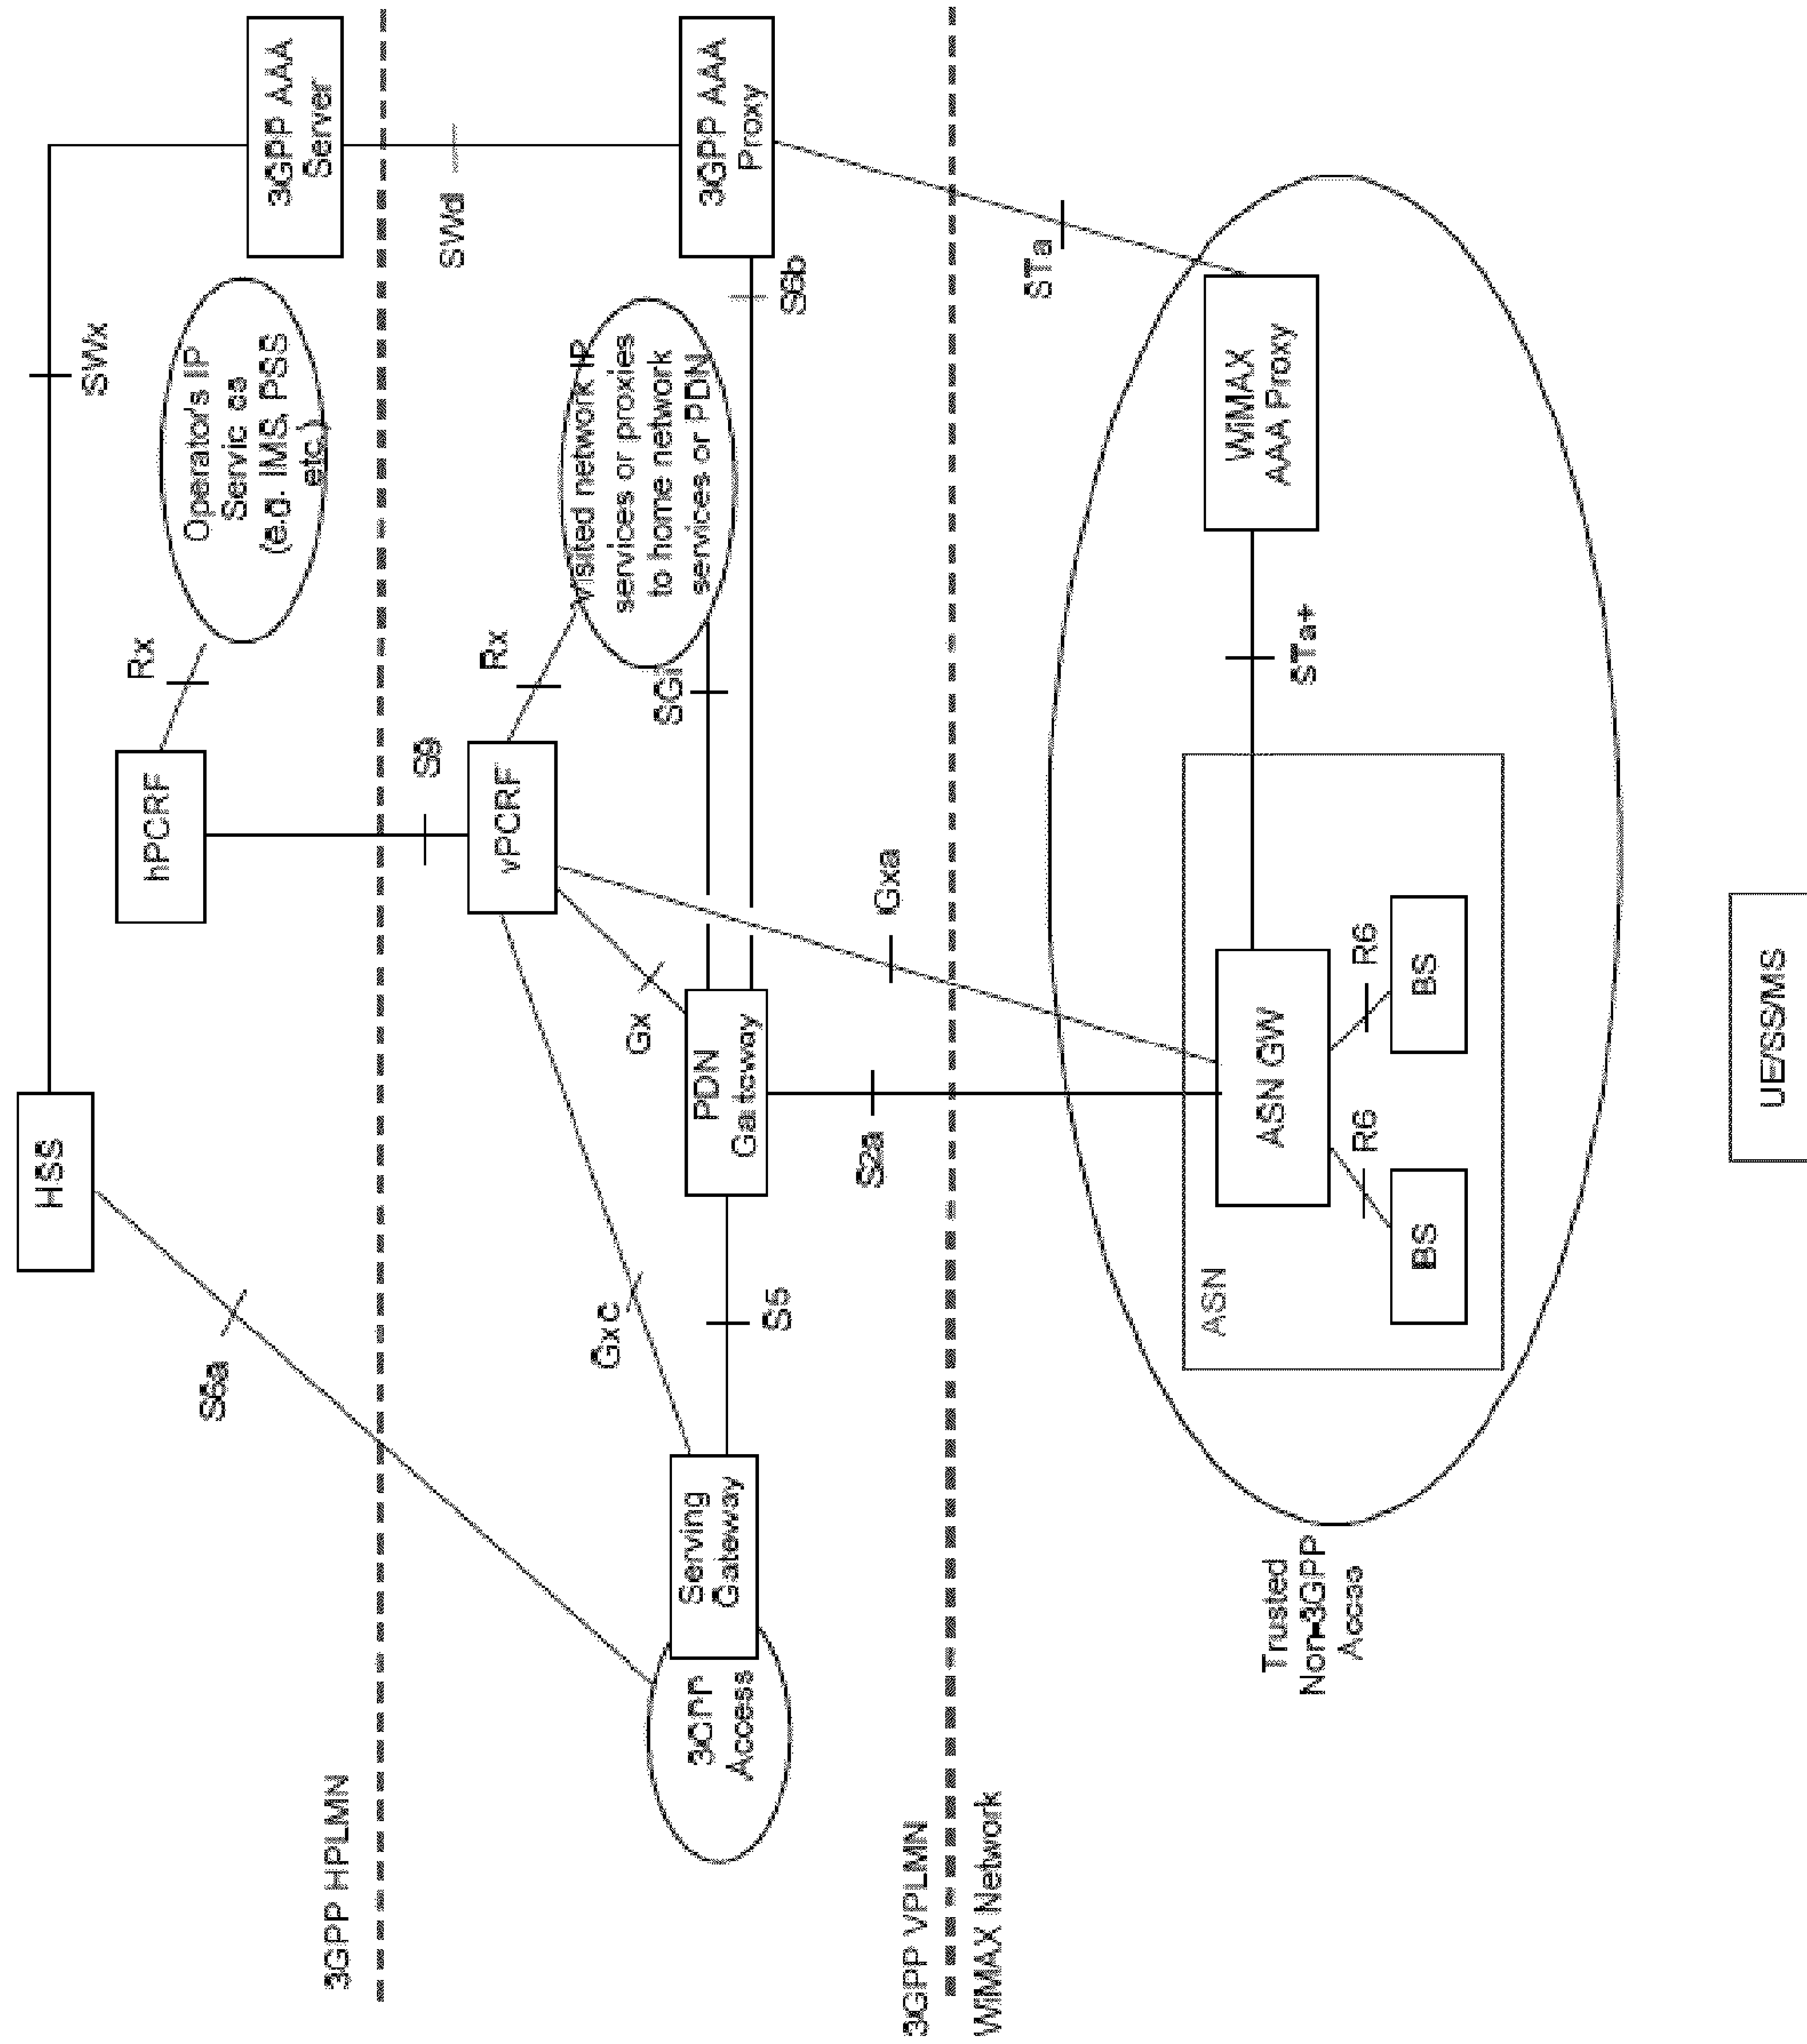 HSS
SWx
S6a
hPCRF
Rx
Operator's IP
Servic es
(e.g. IMS, PSS
etc.)
3GPP AAA
Server
3GPP HPLMN
S9
SWd
vPCRF
Rx
visited network IP
services or proxies
to home network
services or PDN
3GPP AAA
Proxy
Gxc
Gx
SGi
S6b
3GPP
Access
Serving
Gateway
S5
PDN
Gateway
S2a
Gxa
3GPP VPLMN
WiMAX Network
STa
Trusted
Non-3GPP
Acces
ASN
ASN GW
STa+
WiMAX
AAA Proxy
R6
R6
BS
BS
UE/SS/MS